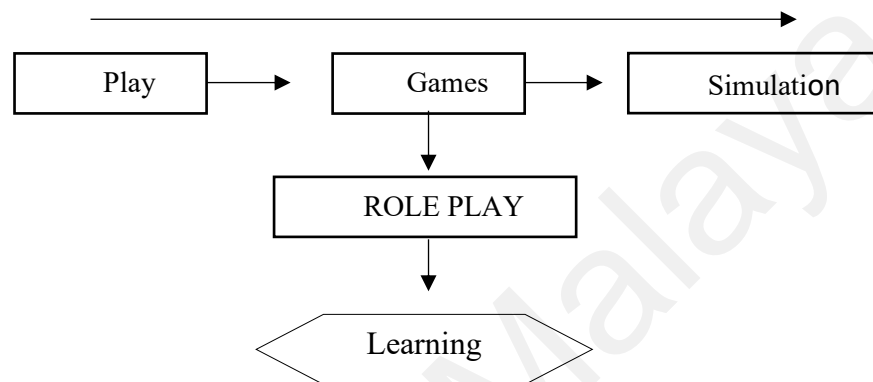 Play
Games
Simulation
ROLE PLAY
Learning
Malaya